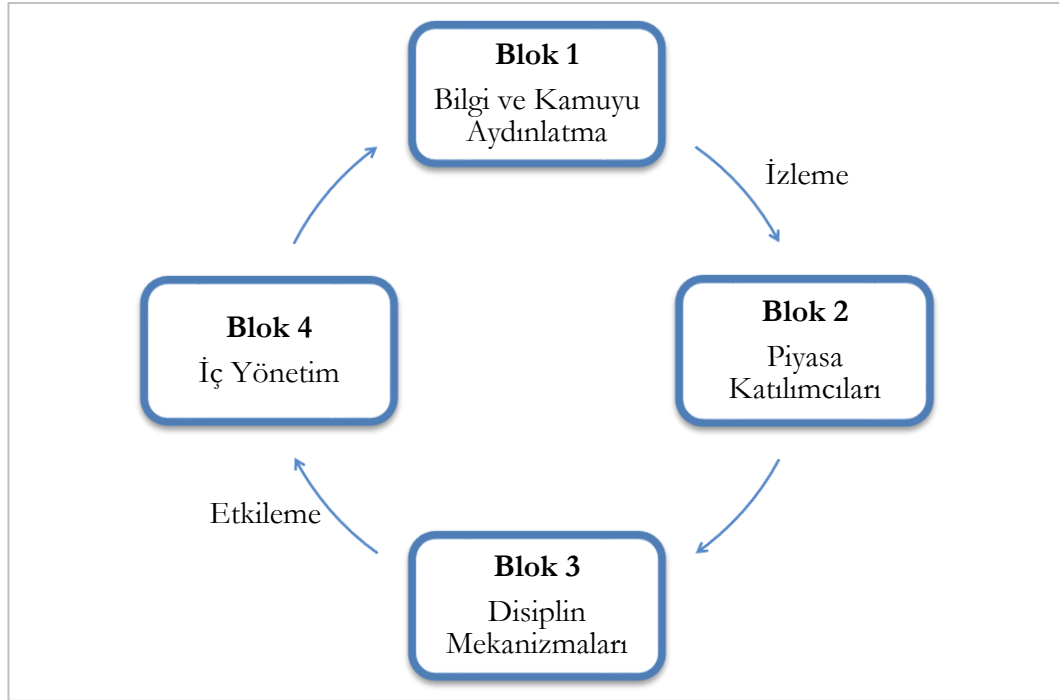 Blok 1
Bilgi ve Kamuyu
Aydınlatma
İzleme
Blok 2
Piyasa
Katılımcıları
Blok 3
Disiplin
Mekanizmaları
Etkileme
Blok 4
İç Yönetim